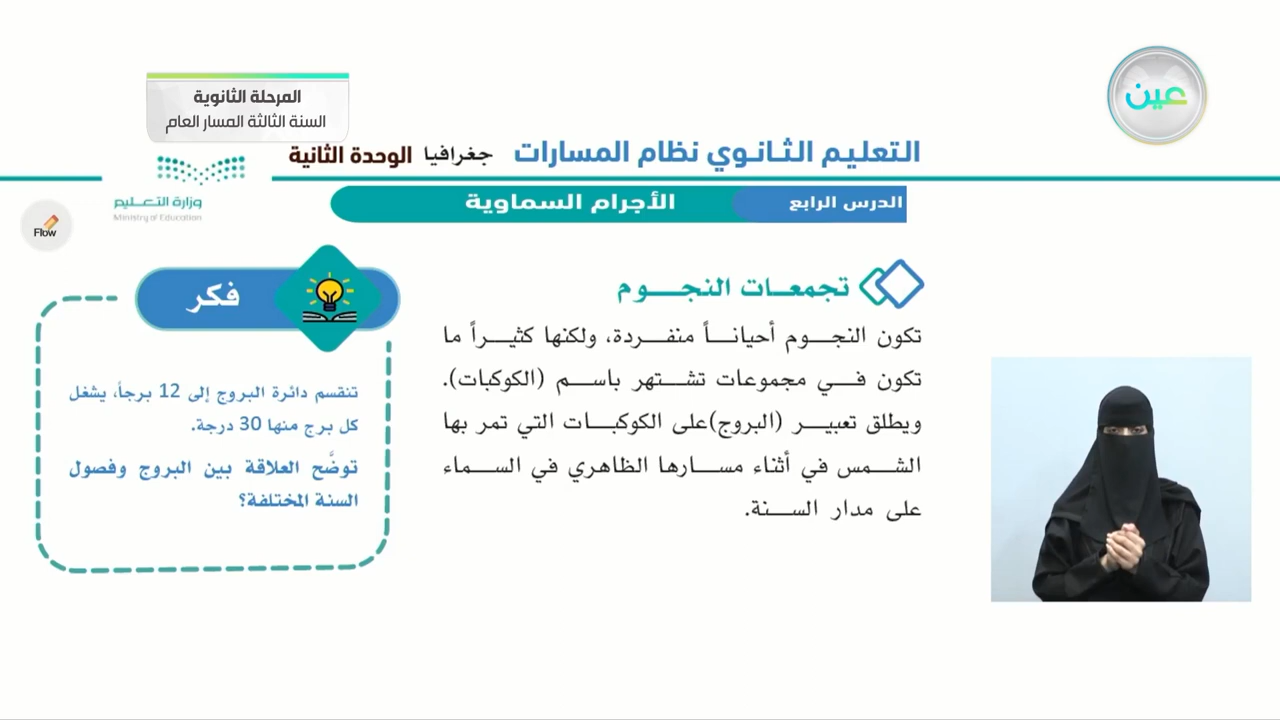 عين
المرحلة الثانوية
السنة الثالثة المسار العام
التعليم الثانوي نظام المسارات جغرافيا الوحدة الثانية
وزارة التعليم
Ministry of Education
الدرس الرابع الأجرام السماوية
Flow
تجمعات النجوم
تكون النجوم أحياناً منفردة، ولكنها كثيراً ما
تكون في مجموعات تشتهر باسم (الكوكبات).
ويطلق تعبير (البروج)على الكوكبات التي تمر بها
الشمس في أثناء مسارها الظاهري في السماء
على مدار السنة.
فكر
تنقسم دائرة البروج إلى 12 برجاً، يشغل
كل برج منها 30 درجة.
توضَّح العلاقة بين البروج وفصول
السنة المختلفة؟